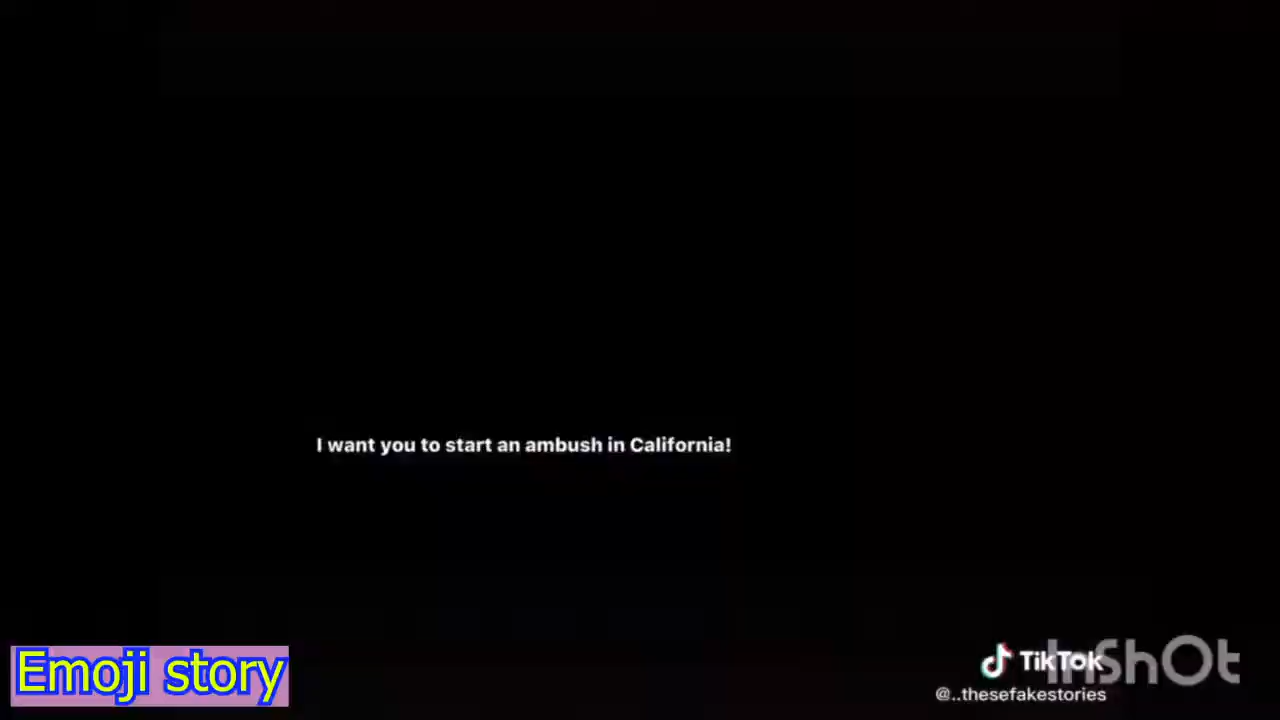 I want you to start an ambush in California!
Emoji story
TikTok
InShOt
@..thesefakestories